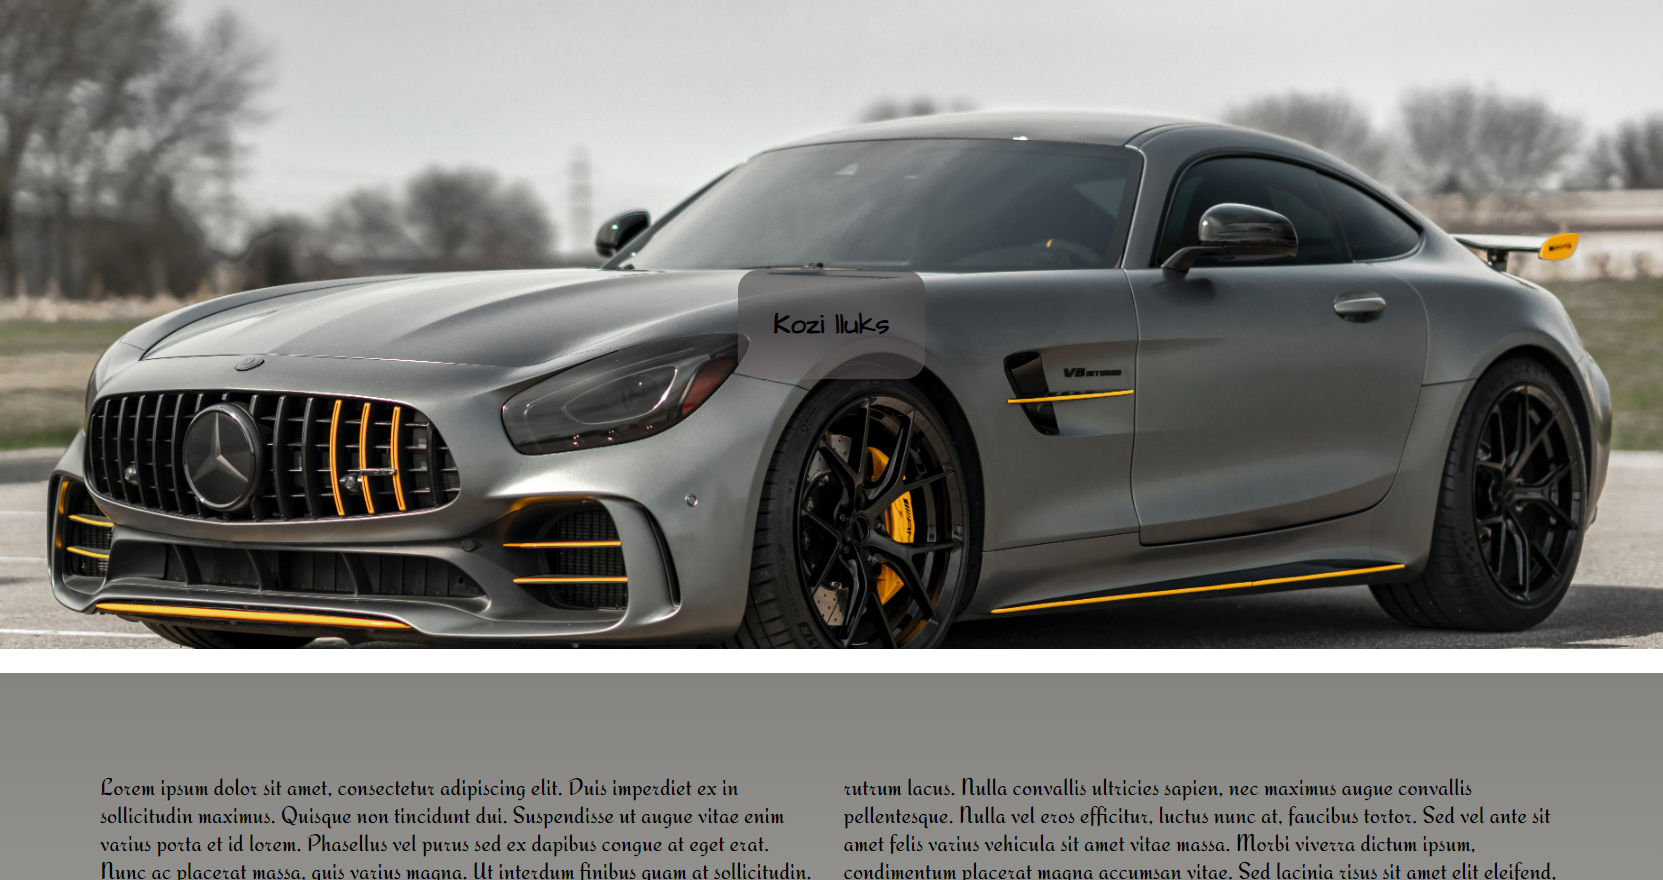 Kozi Iluks
V8 BITURBO
Lorem ipsum dolor sit amet, consectetur adipiscing elit. Duis imperdiet ex in
sollicitudin maximus. Quisque non tincidunt dui. Suspendisse ut augue vitae enim
varius porta et id lorem. Phasellus vel purus sed ex dapibus congue at eget erat.
Nunc ac placerat massa, quis varius magna. Ut interdum finibus quam at sollicitudin.
rutrum lacus. Nulla convallis ultricies sapien, nec maximus augue convallis
pellentesque. Nulla vel eros efficitur, luctus nunc at, faucibus tortor. Sed vel ante sit
amet felis varius vehicula sit amet vitae massa. Morbi viverra dictum ipsum,
condimentum placerat magna accumsan vitae. Sed lacinia risus sit amet elit eleifend,